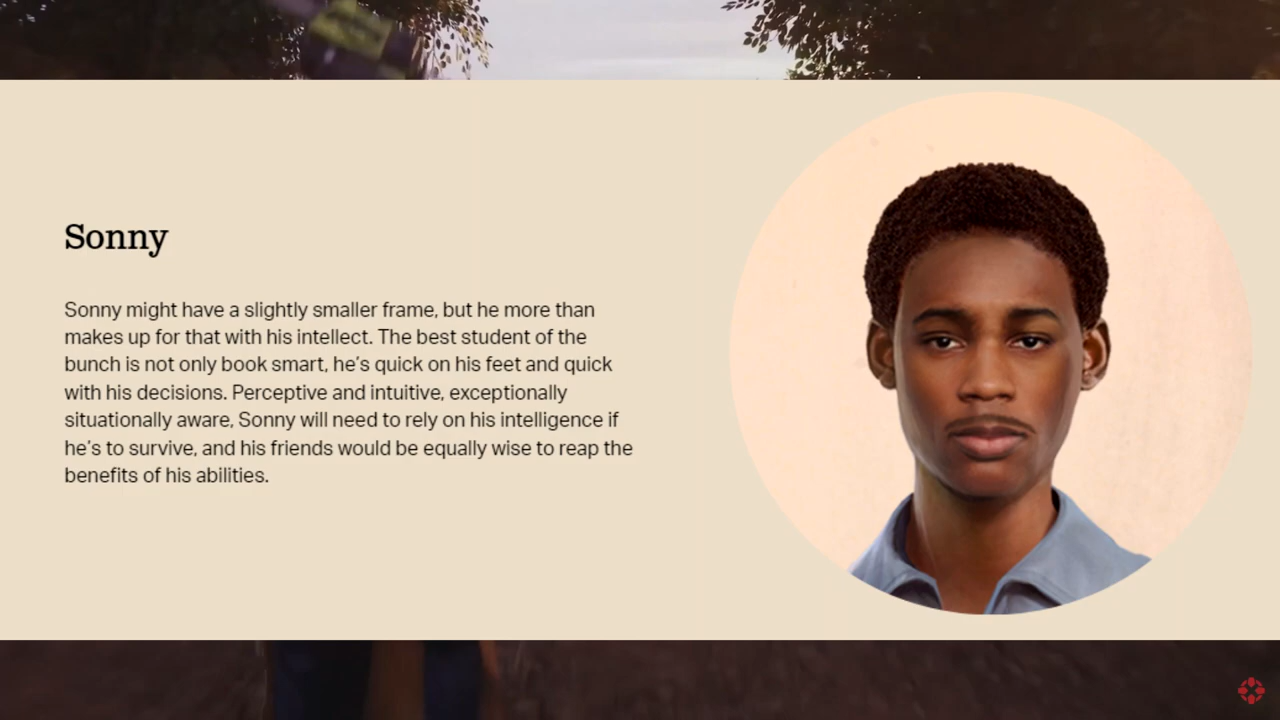 Sonny
Sonny might have a slightly smaller frame, but he more than
makes up for that with his intellect. The best student of the
bunch is not only book smart, he's quick on his feet and quick
with his decisions. Perceptive and intuitive, exceptionally
situationally aware, Sonny will need to rely on his intelligence if
he's to survive, and his friends would be equally wise to reap the
benefits of his abilities.